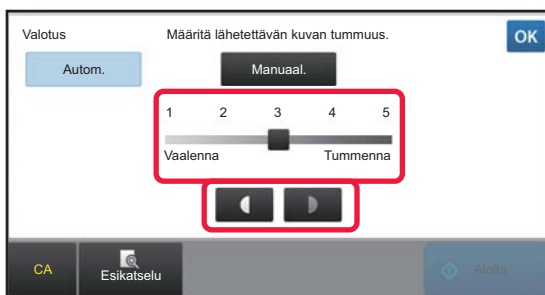 Valotus
Määritä lähetettävän kuvan tummuus.
OK
Autom.
Manuaal.
1 2 3 4 5
Vaalenna
Tummenna
CA
Esikatselu
Aloita